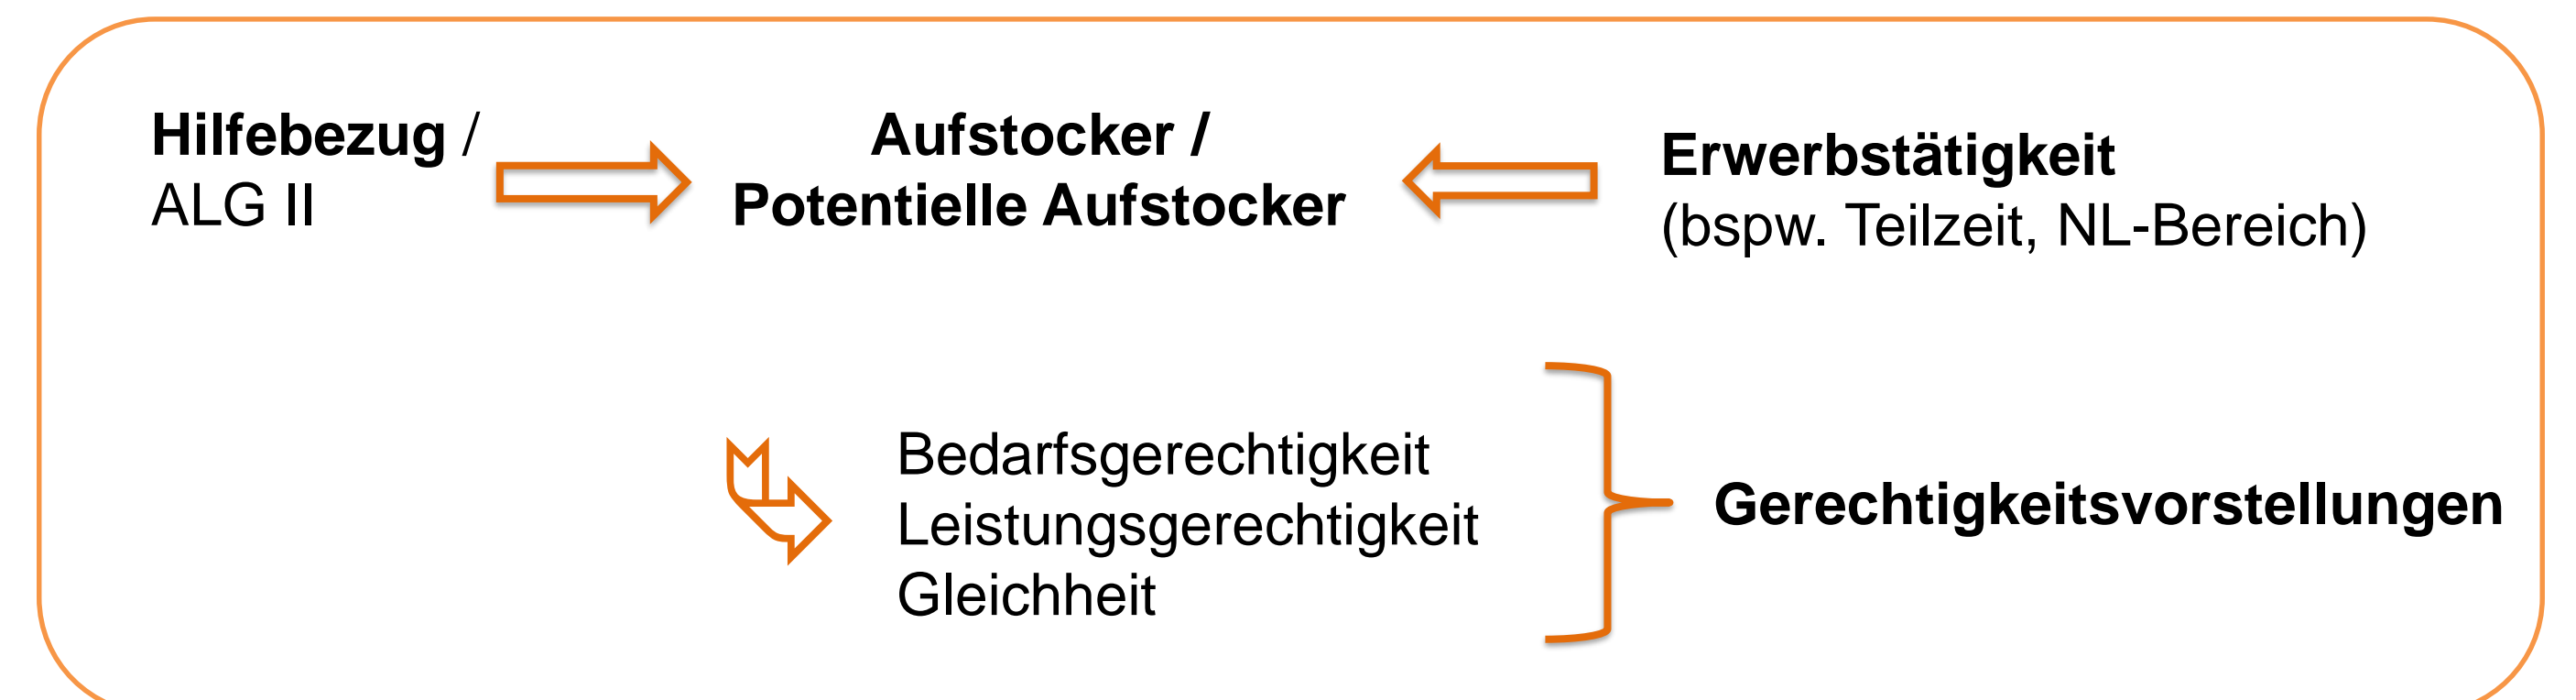 Hilfebezug /
ALG II
Aufstocker /
Potentielle Aufstocker
Erwerbstätigkeit
(bspw. Teilzeit, NL-Bereich)
Bedarfsgerechtigkeit
Leistungsgerechtigkeit
Gleichheit
Gerechtigkeitsvorstellungen